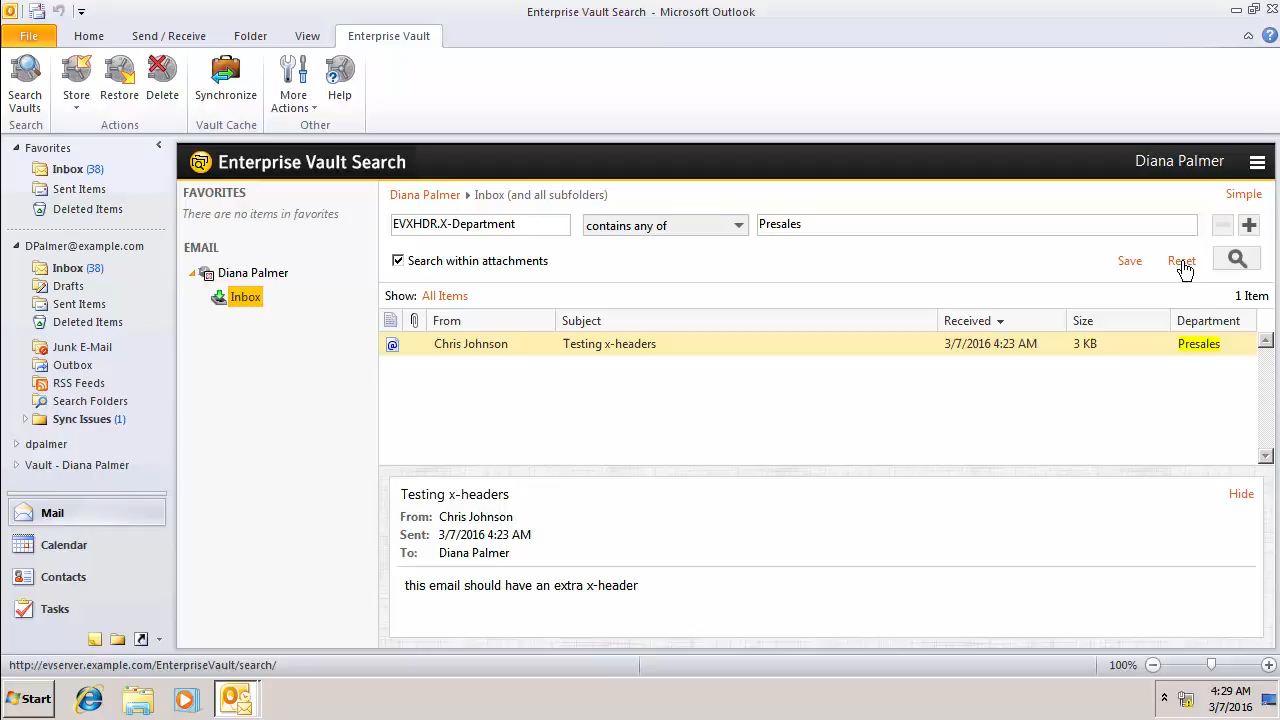 Enterprise Vault Search - Microsoft Outlook
File Home Send / Receive Folder View Enterprise Vault
Search Vaults
Store
Restore
Delete
Synchronize
More Actions
Help
Search Actions Vault Cache Other
Favorites
Inbox (38)
Sent Items
Deleted Items
DPalmer@example.com
Inbox (38)
Drafts
Sent Items
Deleted Items
Junk E-Mail
Outbox
RSS Feeds
Search Folders
Sync Issues (1)
dpalmer
Vault - Diana Palmer
Mail
Calendar
Contacts
Tasks
Enterprise Vault Search
Diana Palmer
FAVORITES
There are no items in favorites
EMAIL
Diana Palmer
Inbox
Diana Palmer Inbox (and all subfolders)
Simple
EVXHDR.X-Department contains any of Presales
Search within attachments
Save Reset
Show: All Items
1 Item
From Subject Received Size Department
Chris Johnson Testing x-headers 3/7/2016 4:23 AM 3 KB Presales
Testing x-headers
Hide
From: Chris Johnson
Sent: 3/7/2016 4:23 AM
To: Diana Palmer
this email should have an extra x-header
http://evserver.example.com/EnterpriseVault/search/
100%
Start
4:29 AM
3/7/2016